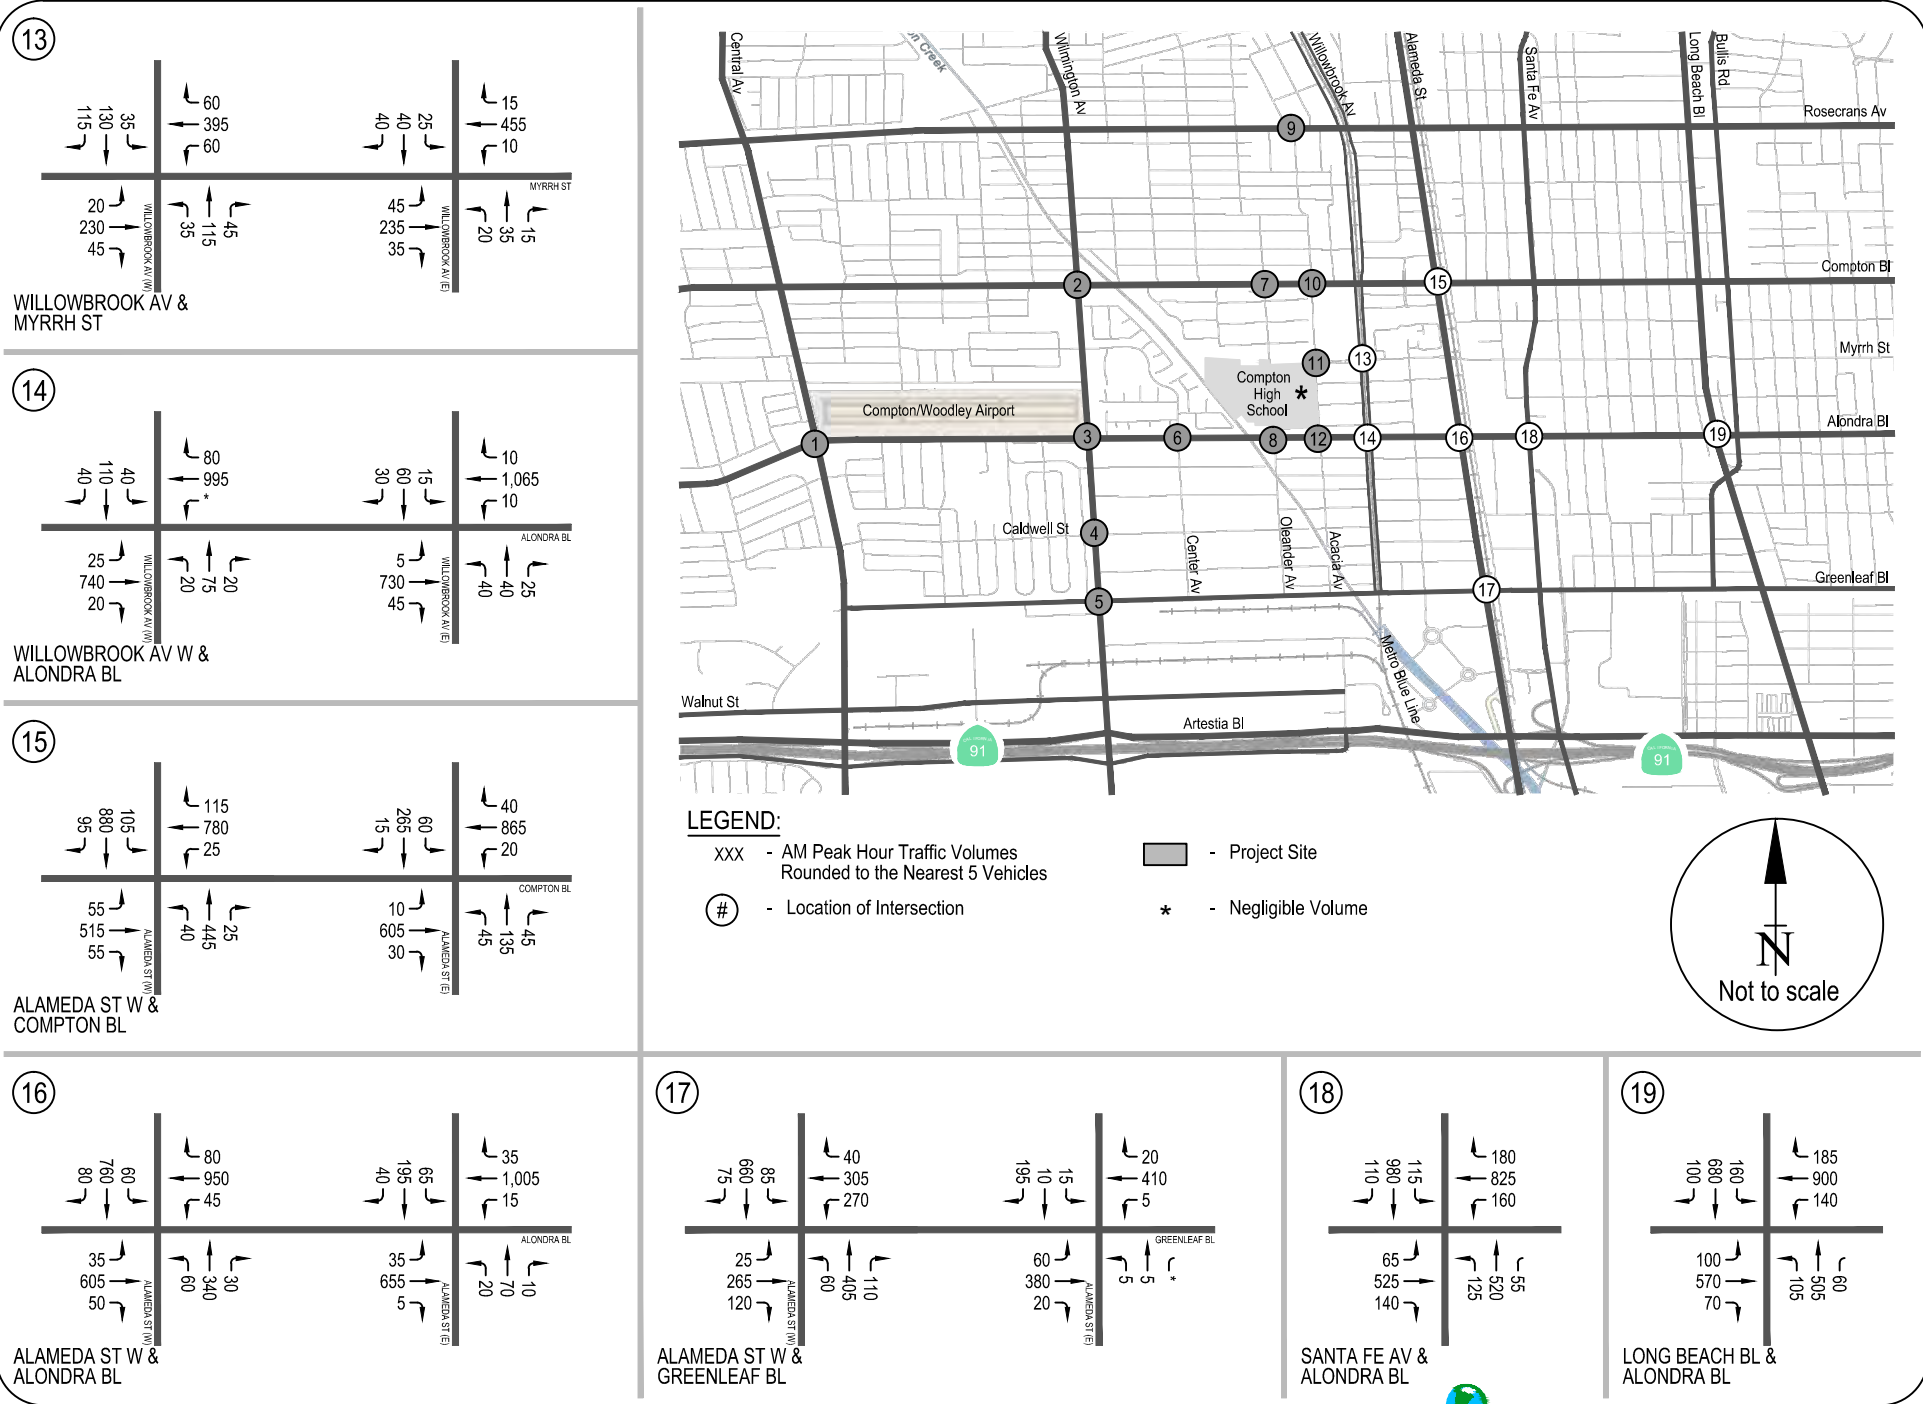 13
115
130
35
60
395
60
20
230
45
35
115
45
WILLOWBROOK AV (W)
40
40
25
15
455
10
MYRRH ST
45
235
35
20
35
15
WILLOWBROOK AV (E)
WILLOWBROOK AV &
MYRRH ST
14
40
110
40
80
995
*
25
740
20
20
75
20
WILLOWBROOK AV (W)
30
60
15
10
1,065
10
ALONDRA BL
5
730
45
40
40
25
WILLOWBROOK AV (E)
WILLOWBROOK AV W &
ALONDRA BL
15
95
880
105
115
780
25
55
515
55
40
445
25
ALAMEDA ST (W)
15
265
60
40
865
20
COMPTON BL
10
605
30
45
135
45
ALAMEDA ST (E)
ALAMEDA ST W &
COMPTON BL
16
80
760
60
80
950
45
35
605
50
60
340
30
ALAMEDA ST (W)
40
195
65
35
1,005
15
ALONDRA BL
35
655
5
20
70
10
ALAMEDA ST (E)
ALAMEDA ST W &
ALONDRA BL
17
75
660
85
40
305
270
25
265
120
60
405
110
ALAMEDA ST (W)
195
10
15
20
410
5
GREENLEAF BL
60
380
20
5
5
*
ALAMEDA ST (E)
ALAMEDA ST W &
GREENLEAF BL
18
110
980
115
180
825
160
65
525
140
125
520
55
SANTA FE AV &
ALONDRA BL
19
100
680
160
185
900
140
100
570
70
105
505
60
LONG BEACH BL &
ALONDRA BL
Central Av
Creek
Wilmington Av
Willowbrook Av
Alameda St
Santa Fe Av
Long Beach Bl
Bullis Rd
Rosecrans Av
9
Compton Bl
2
7
10
15
Myrrh St
11
13
Compton
High
School
*
Compton/Woodley Airport
Alondra Bl
1
3
6
8
12
14
16
18
19
Caldwell St
4
Center Av
Oleander Av
Acacia Av
Greenleaf Bl
5
17
Metro Blue Line
Walnut St
Artestia Bl
91
91
LEGEND:
XXX - AM Peak Hour Traffic Volumes
Rounded to the Nearest 5 Vehicles
- Project Site
# - Location of Intersection
* - Negligible Volume
N
Not to scale